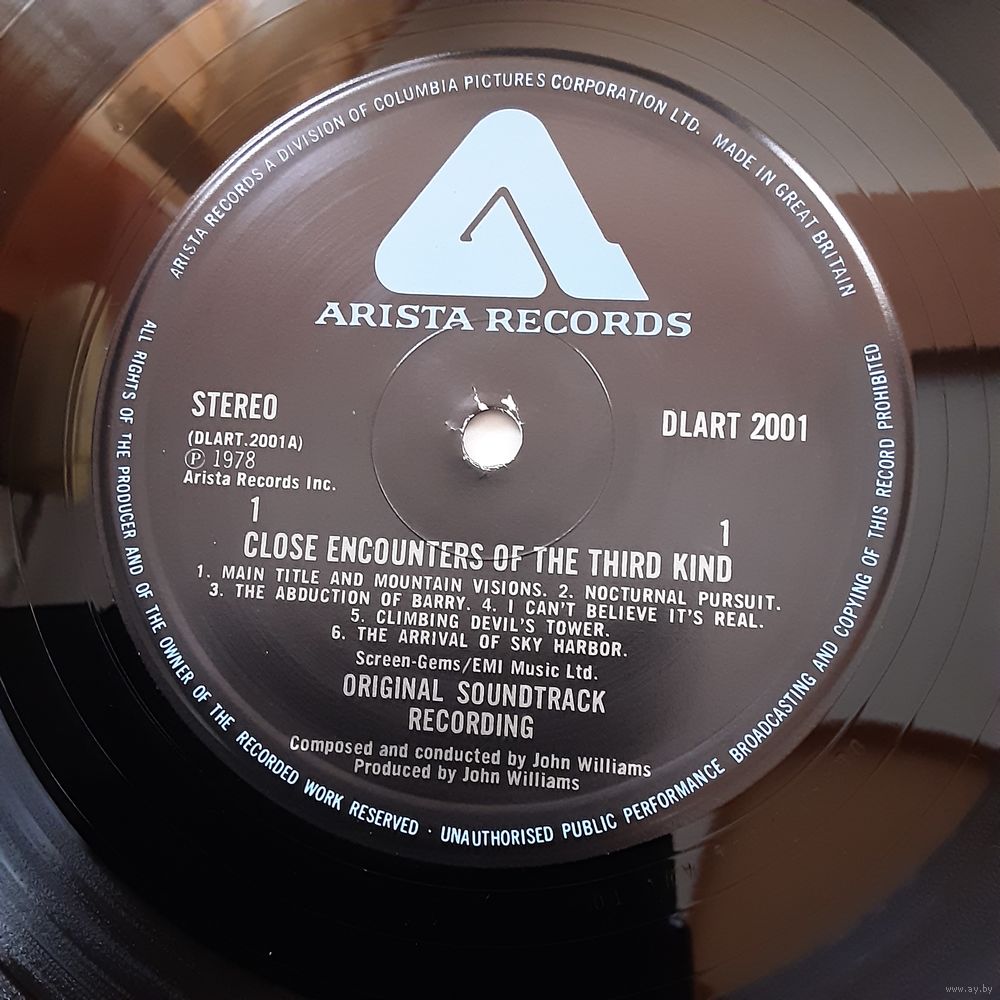 ARISTA RECORDS A DIVISION OF COLUMBIA PICTURES CORPORATION LTD. MADE IN GREAT BRITAIN
ARISTA RECORDS
STEREO
DLART 2001
(DLART.2001A)
Ⓟ 1978
Arista Records Inc.
1
1
CLOSE ENCOUNTERS OF THE THIRD KIND
1. MAIN TITLE AND MOUNTAIN VISIONS. 2. NOCTURNAL PURSUIT.
3. THE ABDUCTION OF BARRY. 4. I CAN'T BELIEVE IT'S REAL.
5. CLIMBING DEVIL'S TOWER.
6. THE ARRIVAL OF SKY HARBOR.
Screen-Gems/EMI Music Ltd.
ORIGINAL SOUNDTRACK
RECORDING
Composed and conducted by John Williams
Produced by John Williams
ALL RIGHTS OF THE PRODUCER AND OF THE OWNER OF THE RECORDED WORK RESERVED · UNAUTHORISED PUBLIC PERFORMANCE BROADCASTING AND COPYING OF THIS RECORD PROHIBITED
www.ay.by